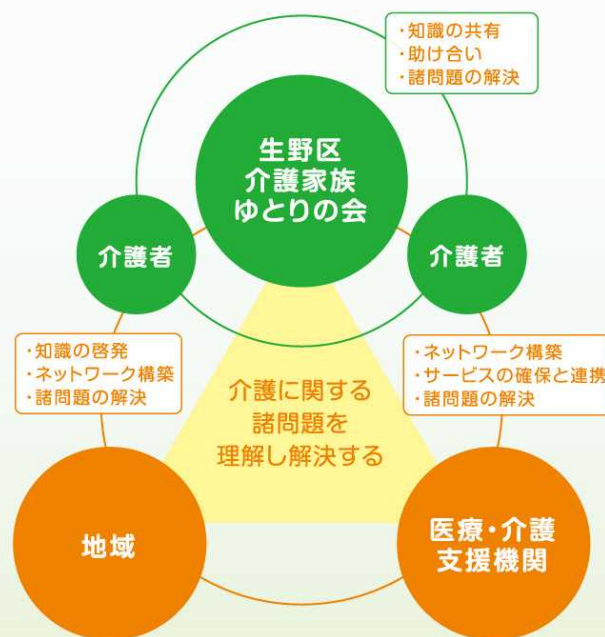 ・知識の共有
・助け合い
・諸問題の解決
生野区
介護家族
ゆとりの会
介護者
介護者
・知識の啓発
・ネットワーク構築
・諸問題の解決
・ネットワーク構築
・サービスの確保と連携
・諸問題の解決
介護に関する
諸問題を
理解し解決する
地域
医療・介護
支援機関